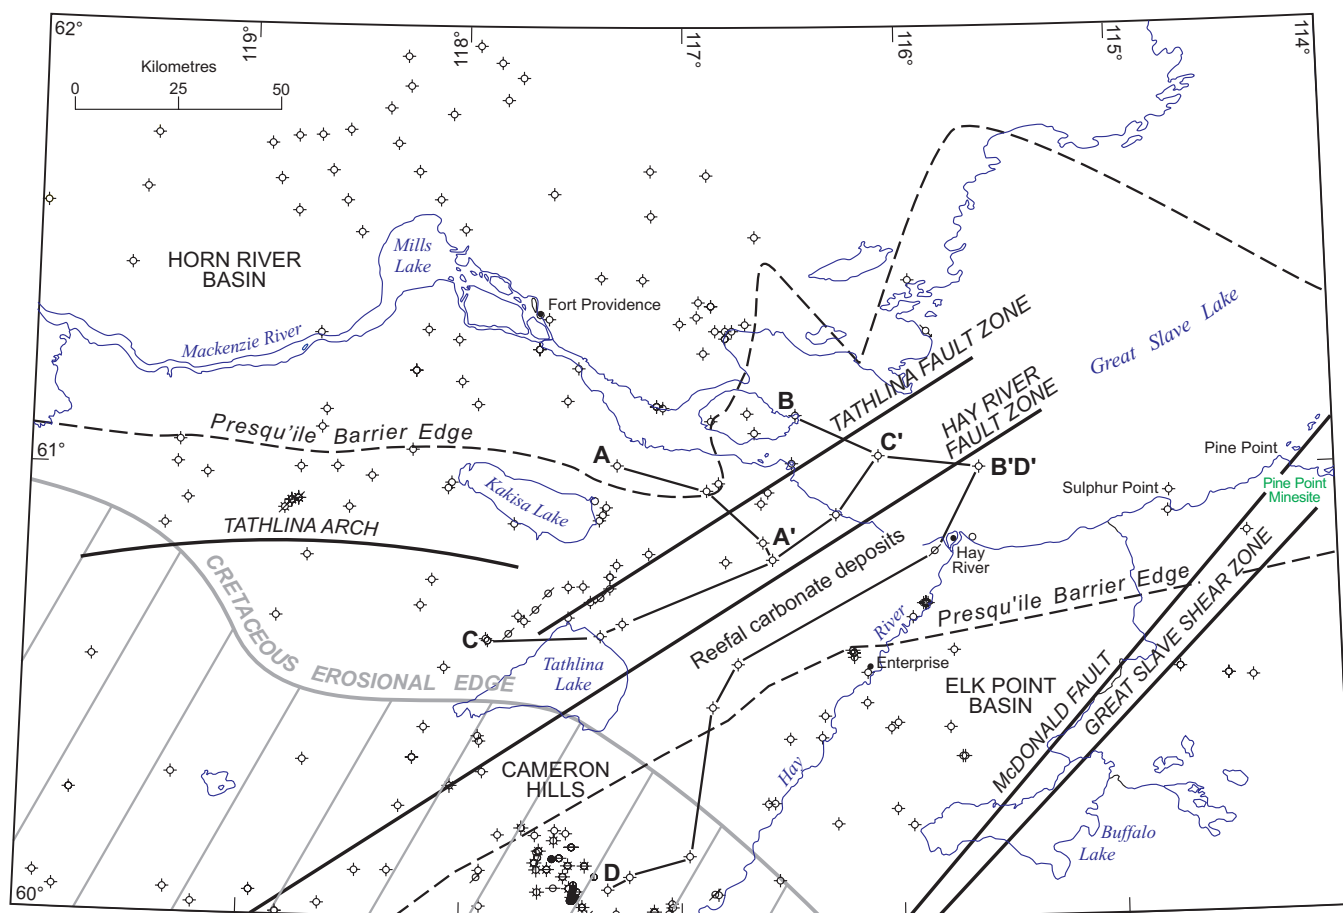 62°
119°
118°
117°
116°
115°
114°
Kilometres
0 25 50
HORN RIVER
BASIN
Mills
Lake
Fort Providence
Mackenzie River
Great Slave Lake
TATHLINA FAULT ZONE
HAY RIVER
FAULT ZONE
Presqu'ile Barrier Edge
61°
A
B
C'
B'D'
Pine Point
Pine Point
Minesite
Sulphur Point
Kakisa Lake
TATHLINA ARCH
A'
Hay
River
Reefal carbonate deposits
CRETACEOUS EROSIONAL EDGE
C
Tathlina
Lake
Presqu'ile Barrier Edge
Hay River
Enterprise
ELK POINT
BASIN
McDONALD FAULT
GREAT SLAVE SHEAR ZONE
CAMERON
HILLS
D
Buffalo
Lake
60°